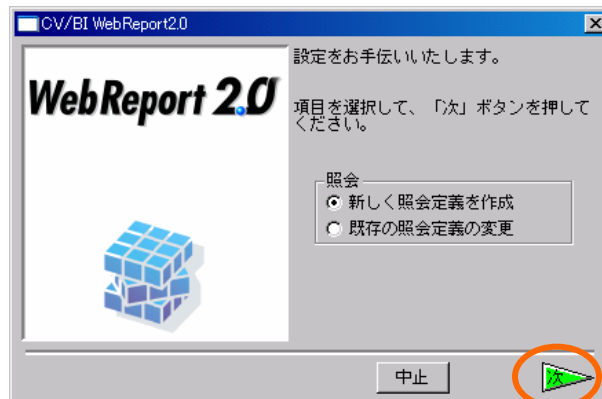 CV/BI WebReport2.0
WebReport 2.0
設定をお手伝いいたします。
項目を選択して、「次」ボタンを押して
ください。
照会
新しく照会定義を作成
既存の照会定義の変更
中止
次